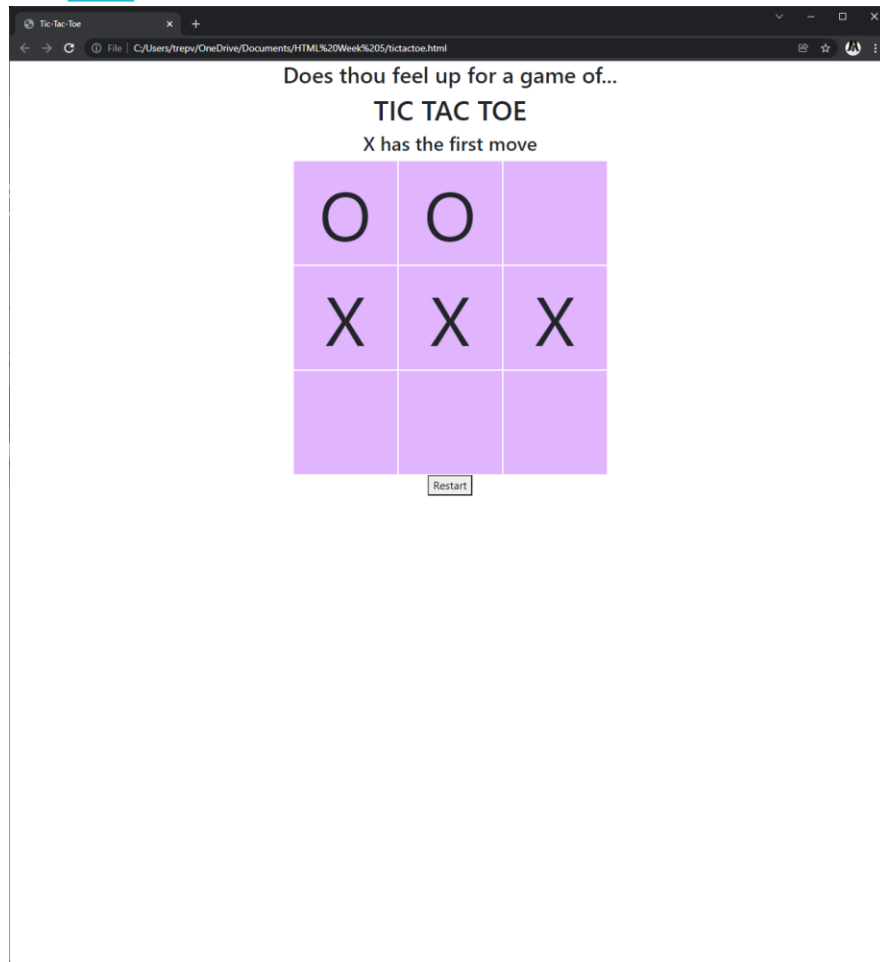 Tic-Tac-Toe
File | C:/Users/trepv/OneDrive/Documents/HTML%20Week%205/tictactoe.html
Does thou feel up for a game of...
TIC TAC TOE
X has the first move
O O
X X X
Restart